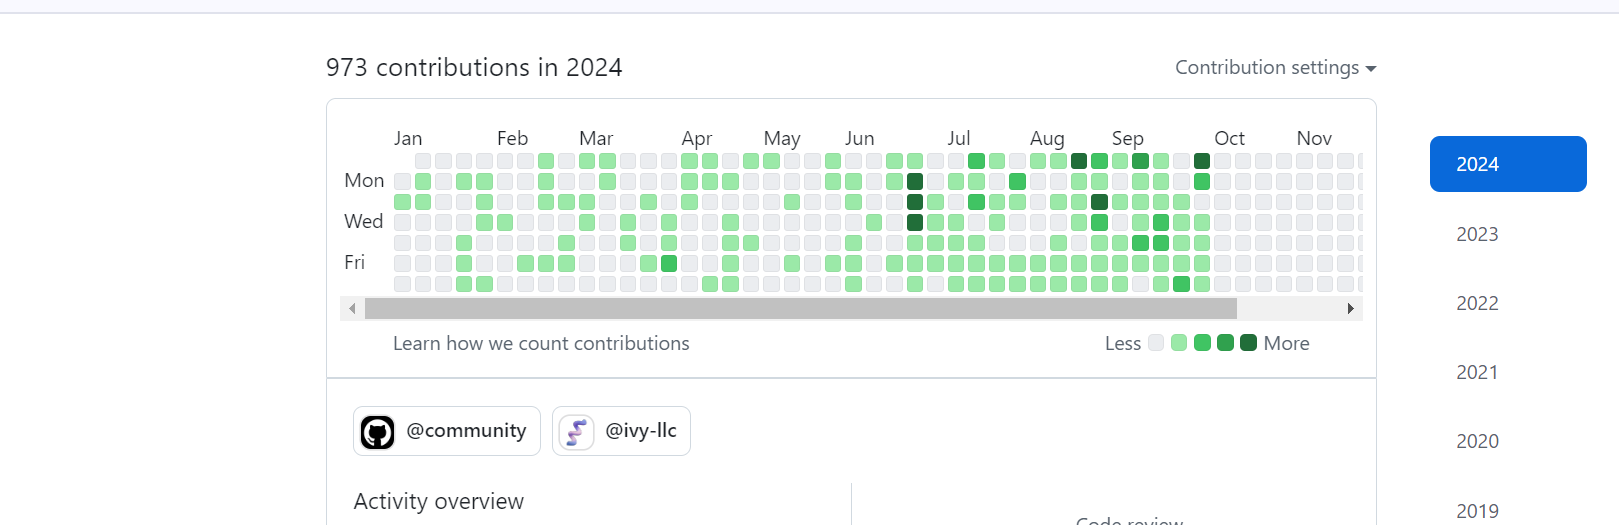 973 contributions in 2024
Contribution settings
Jan Feb Mar Apr May Jun Jul Aug Sep Oct Nov
Mon
Wed
Fri
Learn how we count contributions
Less More
@community @ivy-llc
Activity overview
Code review
2024
2023
2022
2021
2020
2019